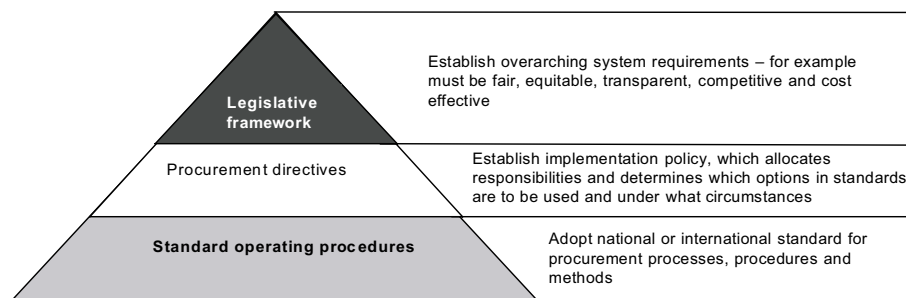 Establish overarching system requirements – for example
must be fair, equitable, transparent, competitive and cost
effective
Legislative
framework
Procurement directives
Establish implementation policy, which allocates
responsibilities and determines which options in standards
are to be used and under what circumstances
Standard operating procedures
Adopt national or international standard for
procurement processes, procedures and
methods